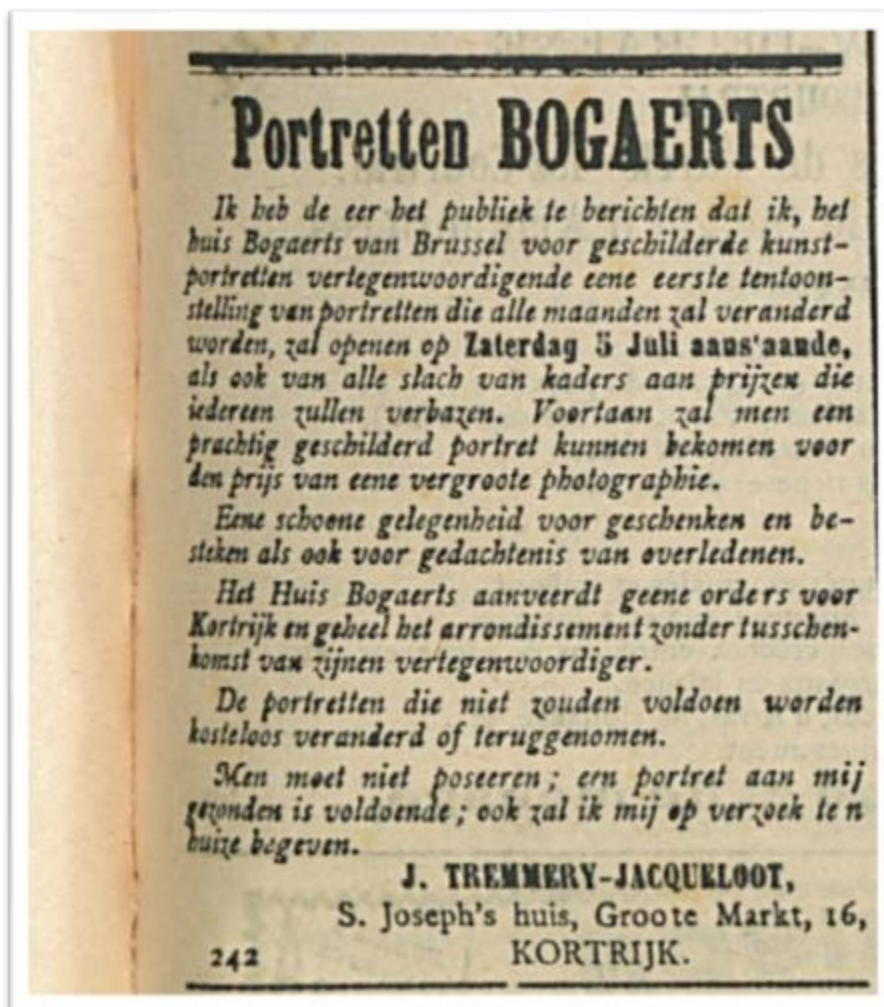 Portretten BOGAERTS
Ik heb de eer het publiek te berichten dat ik, het
huis Bogaerts van Brussel voor geschilderde kunst-
portretten vertegenwoordigende eene eerste tentoon-
stelling van portretten die alle maanden zal veranderd
worden, zal openen op Zaterdag 5 Juli aans'aande,
als ook van alle slach van kaders aan prijzen die
iedereen zullen verbazen. Voortaan zal men een
prachtig geschilderd portret kunnen bekomen voor
den prijs van eene vergroote photographie.
Eene schoone gelegenheid voor geschenken en be-
steken als ook voor gedachtenis van overledenen.
Het Huis Bogaerts aanveerdt geene orders voor
Kortrijk en geheel het arrondissement zonder tusschen-
komst van zijnen vertegenwoordiger.
De portretten die niet zouden voldoen worden
kosteloos veranderd of teruggenomen.
Men moet niet poseeren; een portret aan mij
gezonden is voldoende; ook zal ik mij op verzoek ten
huize begeven.
J. TREMMERY-JACQUELOOT,
S. Joseph's huis, Groote Markt, 16,
242 KORTRIJK.